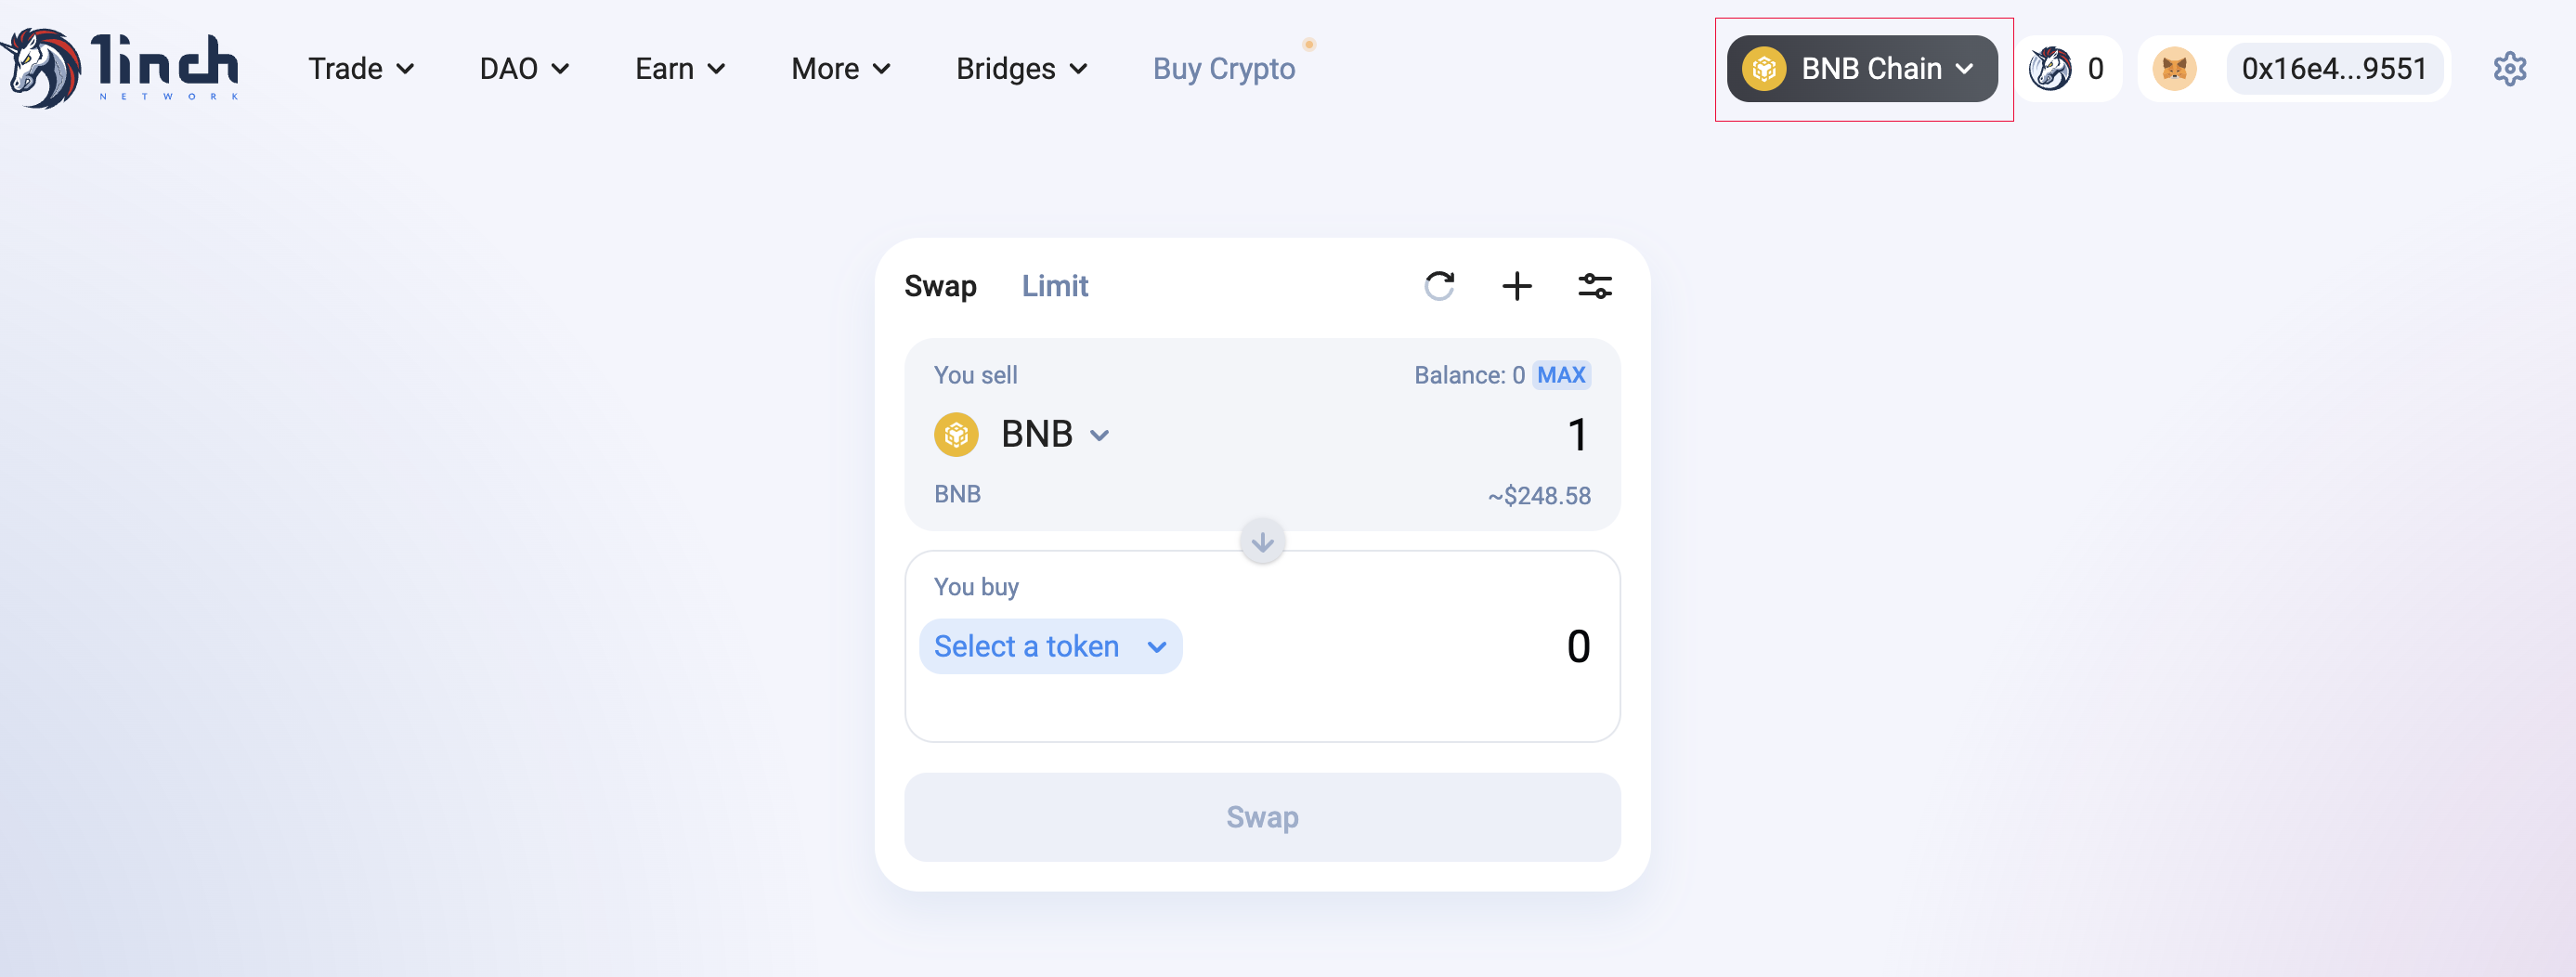 1inch
NETWORK
Trade
DAO
Earn
More
Bridges
Buy Crypto
BNB Chain
0
0x16e4...9551
Swap
Limit
You sell
Balance: 0 MAX
BNB
1
BNB
~$248.58
You buy
Select a token
0
Swap